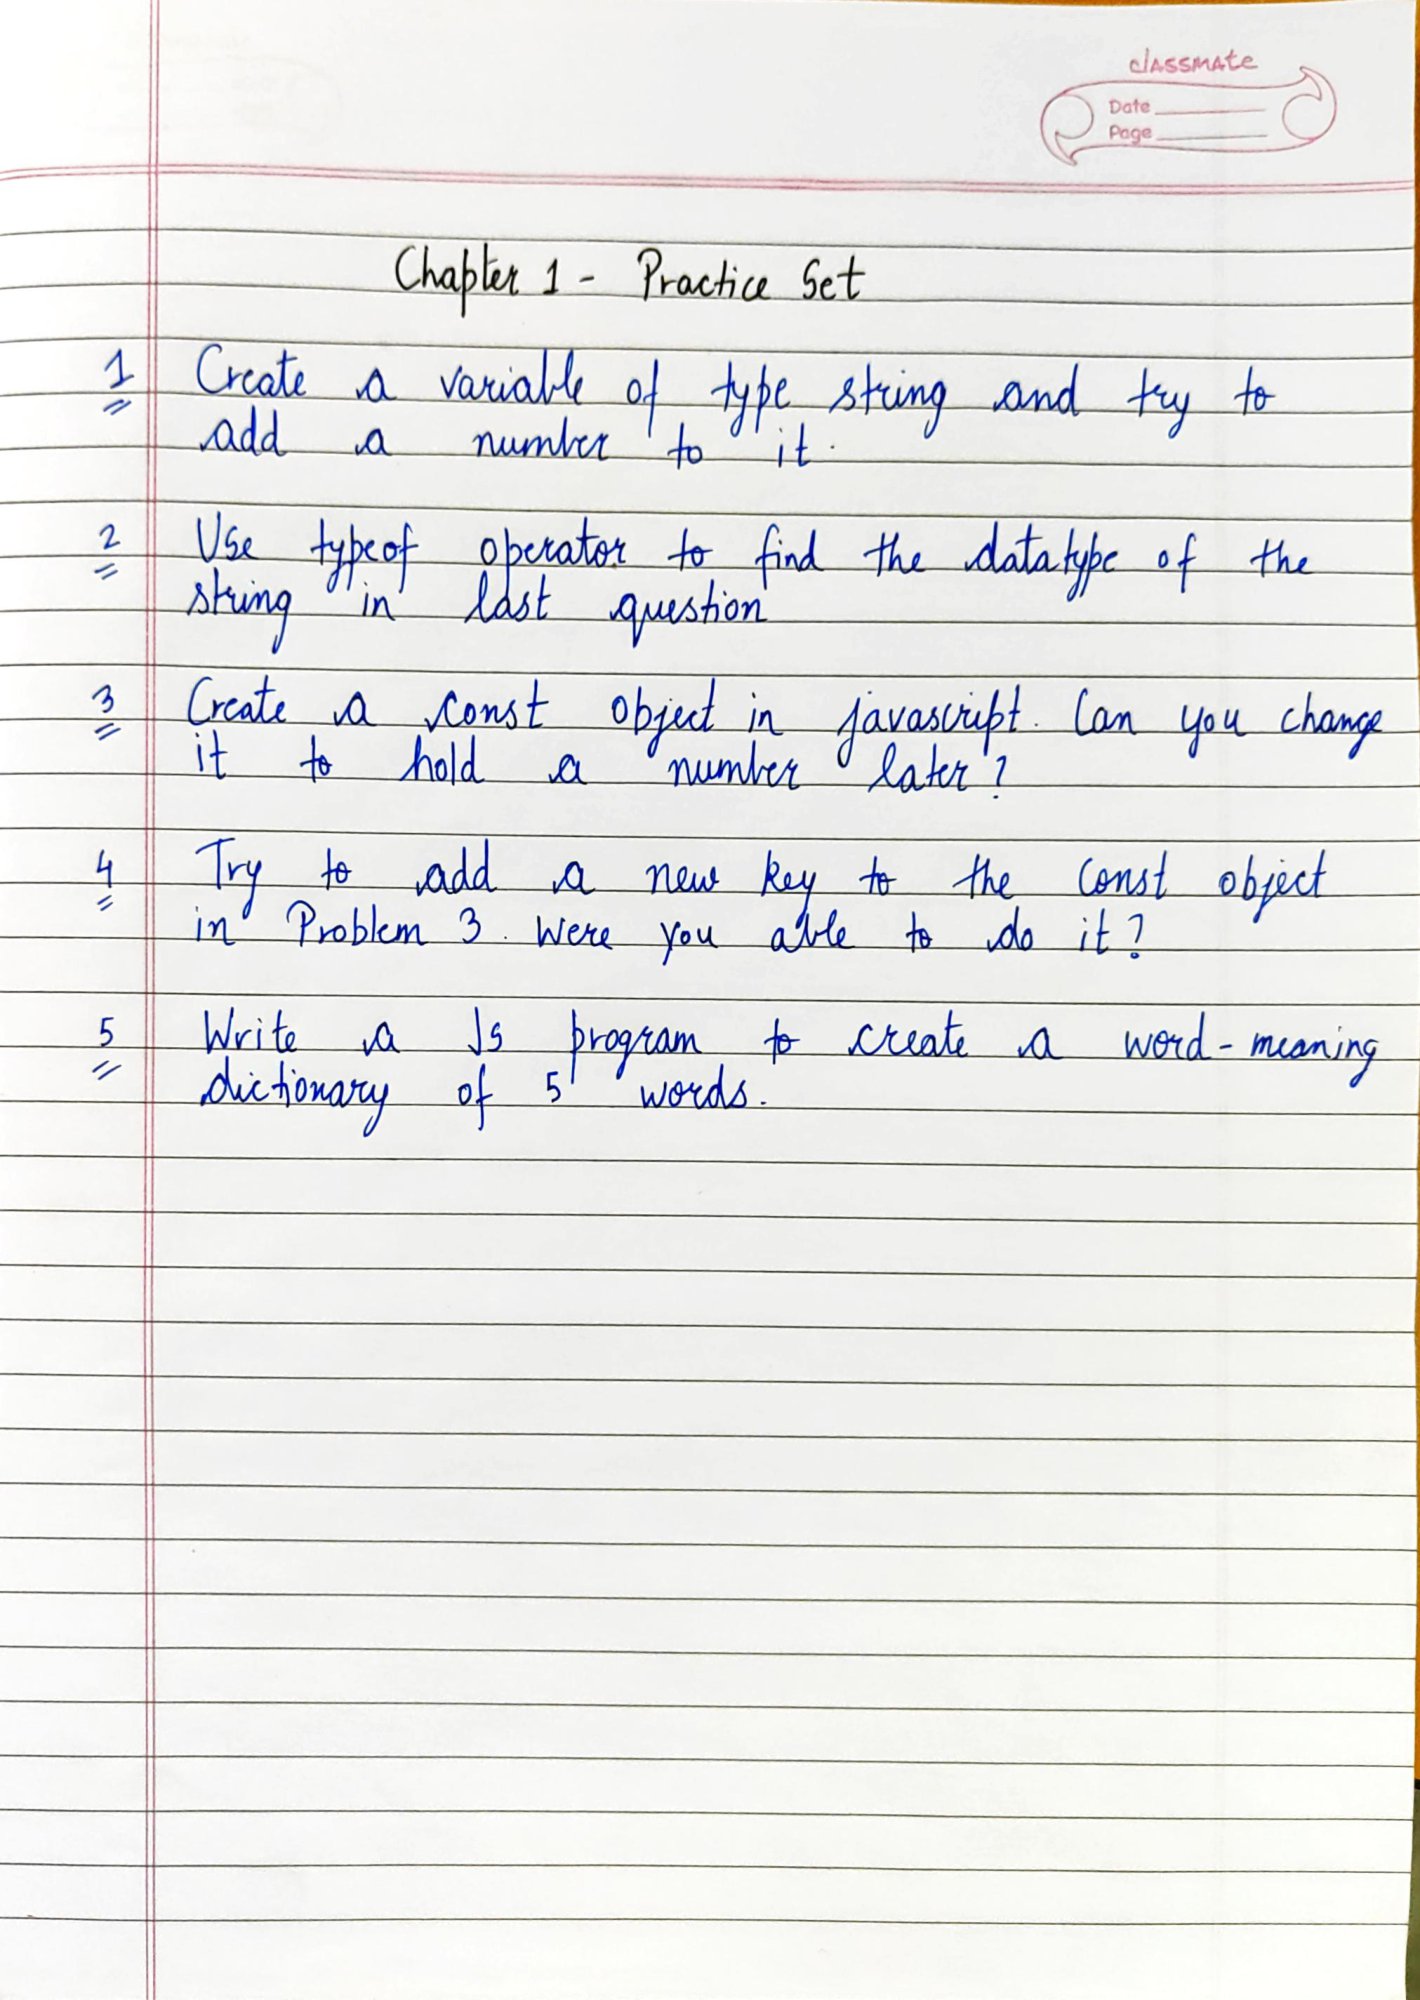 classmate
Date
Page
Chapter 1 - Practice Set
1 Create a variable of type string and try to
add a number to it.
2 Use typeof operator to find the datatype of the
string in last question
3 Create a const object in javascript. Can you change
it to hold a number later?
4 Try to add a new key to the const object
in Problem 3. Were you able to do it?
5 Write a Js program to create a word-meaning
dictionary of 5 words.